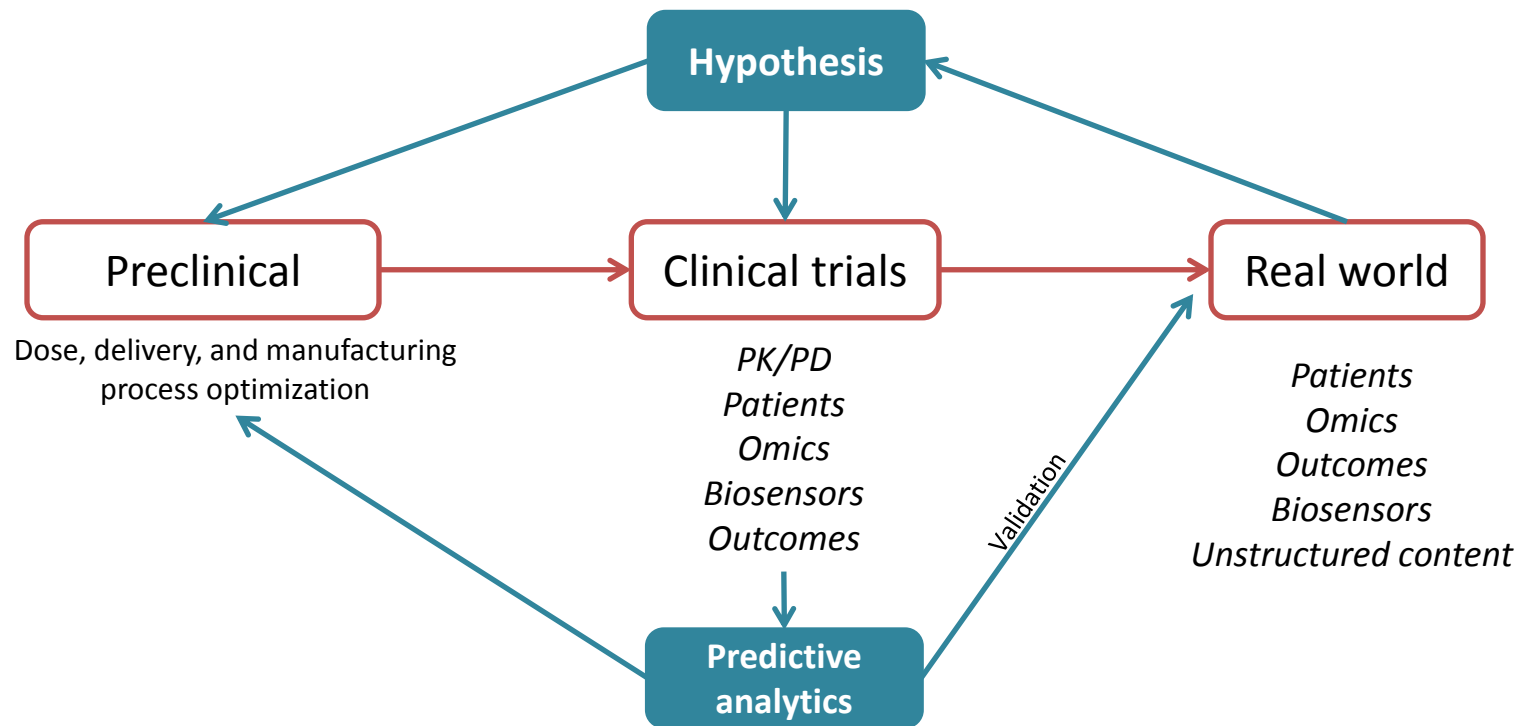 Hypothesis
Preclinical
Clinical trials
Real world
Dose, delivery, and manufacturing
process optimization
PK/PD
Patients
Omics
Biosensors
Outcomes
Validation
Patients
Omics
Outcomes
Biosensors
Unstructured content
Predictive
analytics